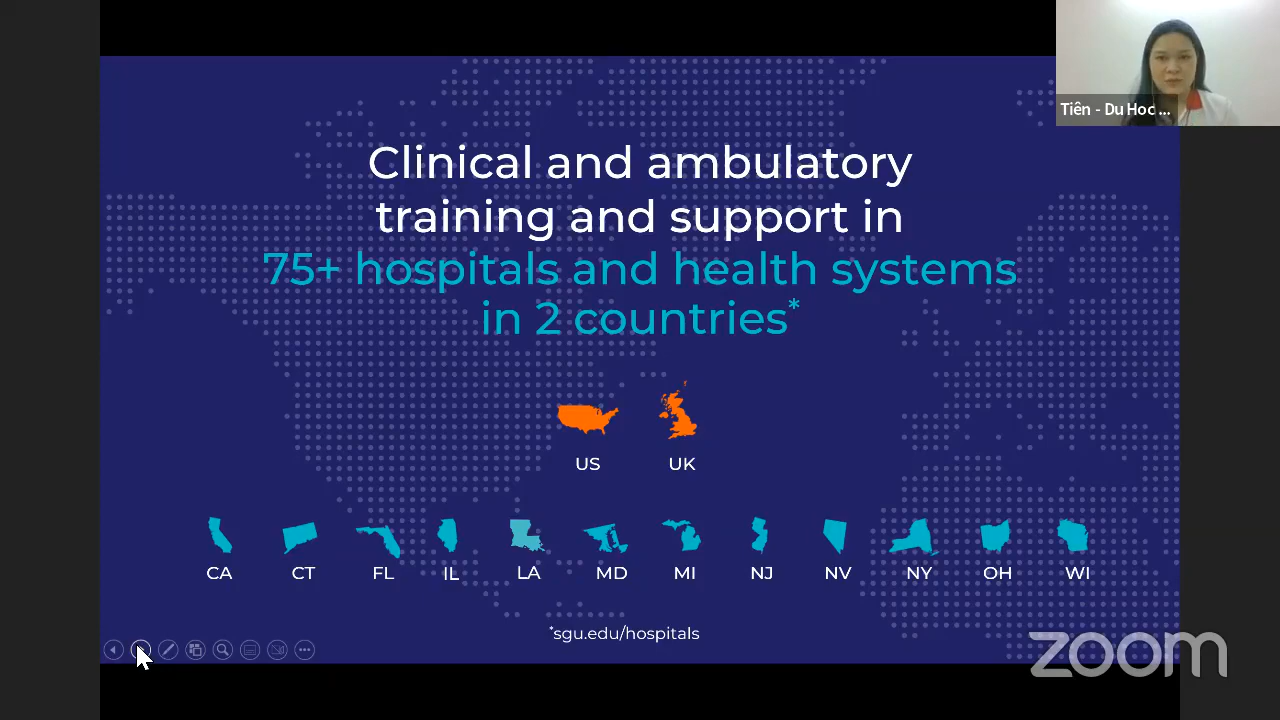 Tiên - Du Hoc ...
Clinical and ambulatory
training and support in
75+ hospitals and health systems
in 2 countries*
US UK
CA CT FL IL LA MD MI NJ NV NY OH WI
*sgu.edu/hospitals
zoom